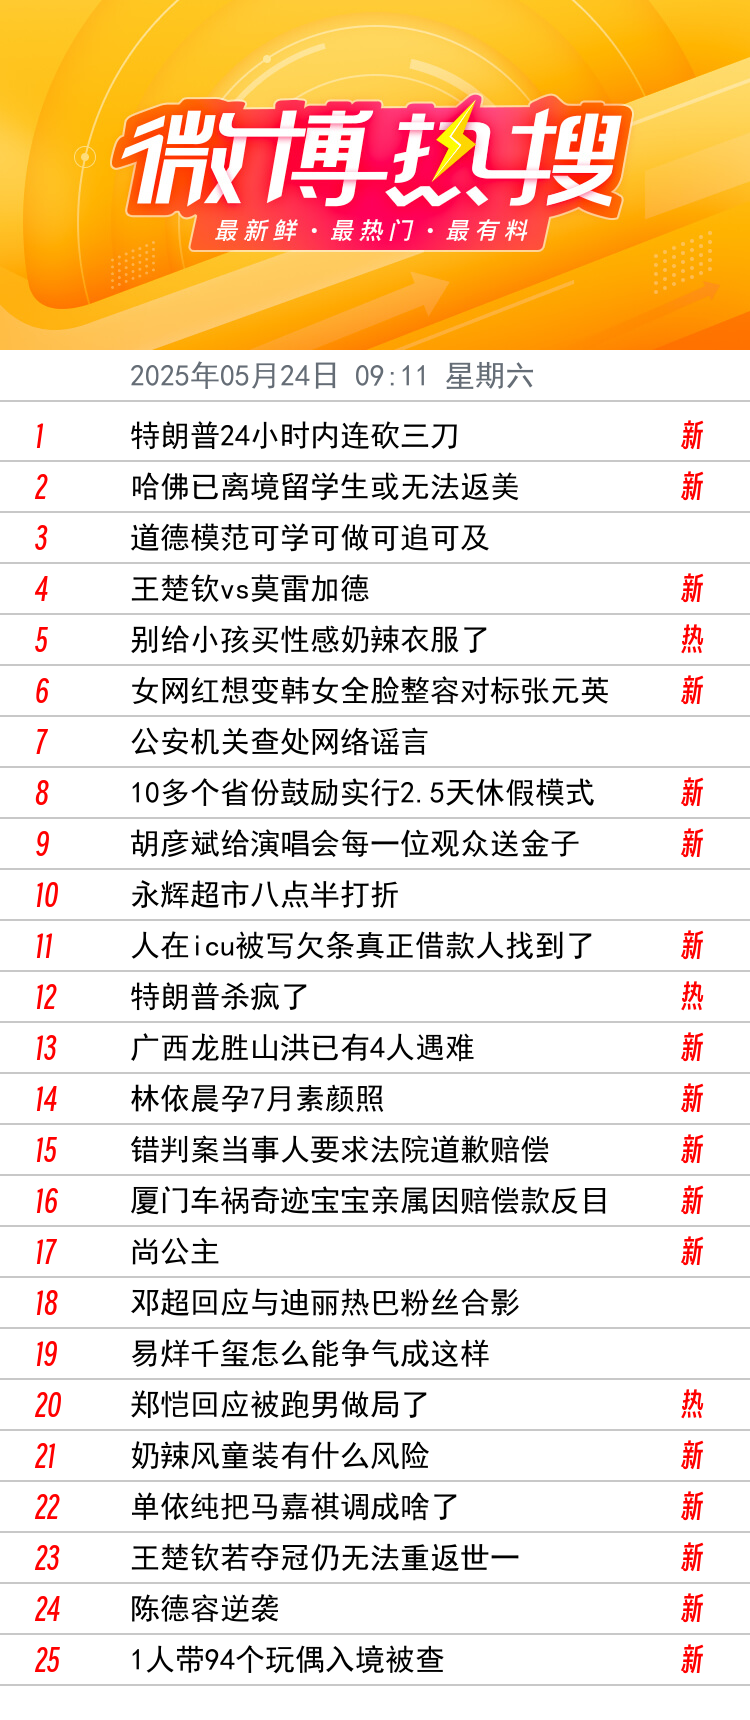 微博热搜
最新鲜·最热门·最有料
2025年05月24日 09:11 星期六
1 特朗普24小时内连砍三刀 新
2 哈佛已离境留学生或无法返美 新
3 道德模范可学可做可追可及
4 王楚钦vs莫雷加德 新
5 别给小孩买性感奶辣衣服了 热
6 女网红想变韩女全脸整容对标张元英 新
7 公安机关查处网络谣言
8 10多个省份鼓励实行2.5天休假模式 新
9 胡彦斌给演唱会每一位观众送金子 新
10 永辉超市八点半打折
11 人在icu被写欠条真正借款人找到了 新
12 特朗普杀疯了 热
13 广西龙胜山洪已有4人遇难 新
14 林依晨孕7月素颜照 新
15 错判案当事人要求法院道歉赔偿 新
16 厦门车祸奇迹宝宝亲属因赔偿款反目 新
17 尚公主 新
18 邓超回应与迪丽热巴粉丝合影
19 易烊千玺怎么能争气成这样
20 郑恺回应被跑男做局了 热
21 奶辣风童装有什么风险 新
22 单依纯把马嘉祺调成啥了 新
23 王楚钦若夺冠仍无法重返世一 新
24 陈德容逆袭 新
25 1人带94个玩偶入境被查 新